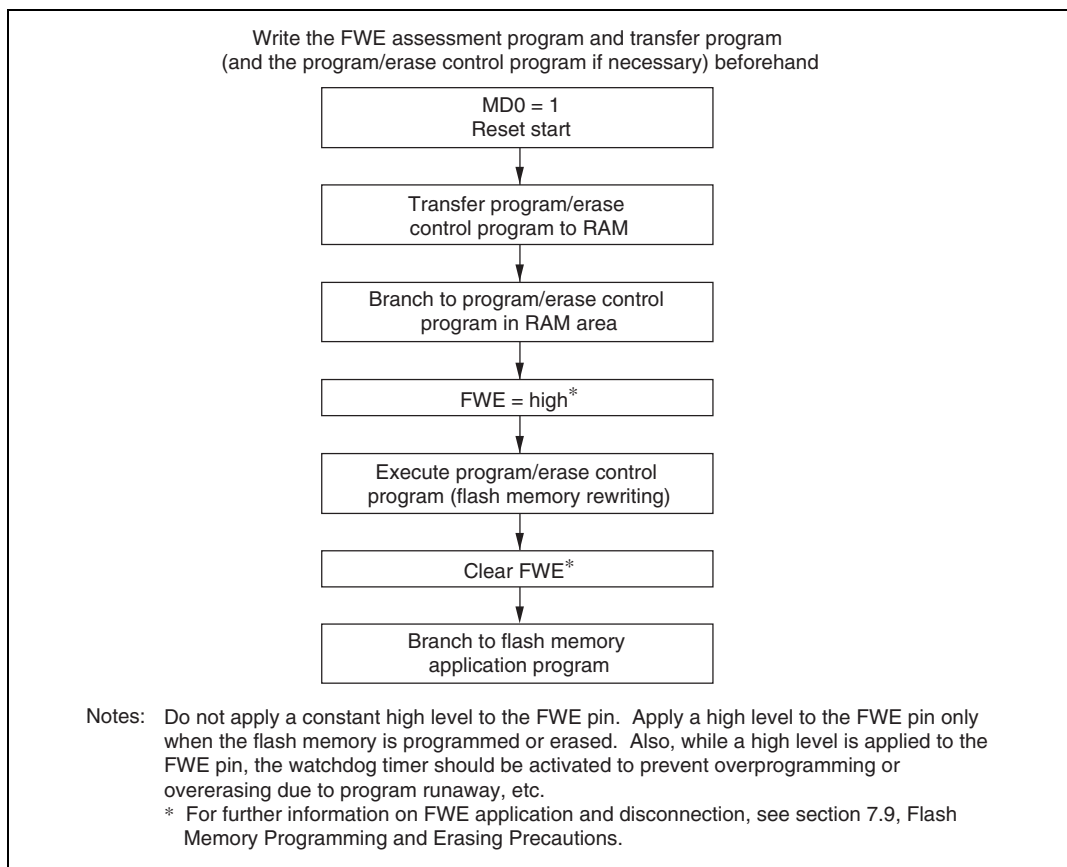 Write the FWE assessment program and transfer program
(and the program/erase control program if necessary) beforehand
MD0 = 1
Reset start
Transfer program/erase
control program to RAM
Branch to program/erase control
program in RAM area
FWE = high*
Execute program/erase control
program (flash memory rewriting)
Clear FWE*
Branch to flash memory
application program
Notes: Do not apply a constant high level to the FWE pin. Apply a high level to the FWE pin only
when the flash memory is programmed or erased. Also, while a high level is applied to the
FWE pin, the watchdog timer should be activated to prevent overprogramming or
overerasing due to program runaway, etc.
* For further information on FWE application and disconnection, see section 7.9, Flash
Memory Programming and Erasing Precautions.